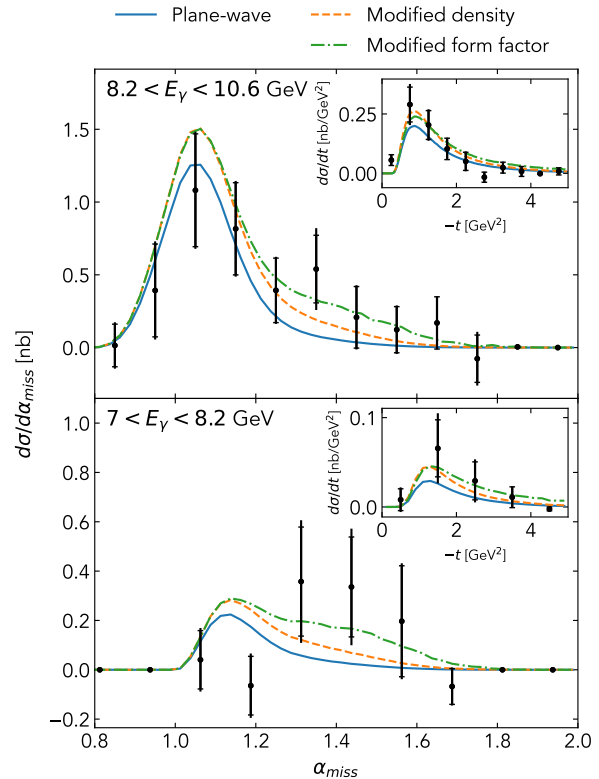 Plane-wave
Modified density
Modified form factor
8.2 < Eγ < 10.6 GeV
1.5
1.0
0.5
0.0
dσ/dt [nb/GeV²]
0.25
0.00
0 2 4
−t [GeV²]
dσ/dα_miss [nb]
7 < Eγ < 8.2 GeV
1.0
0.8
0.6
0.4
0.2
0.0
−0.2
dσ/dt [nb/GeV²]
0.1
0.0
0 2 4
−t [GeV²]
0.8 1.0 1.2 1.4 1.6 1.8 2.0
α_miss